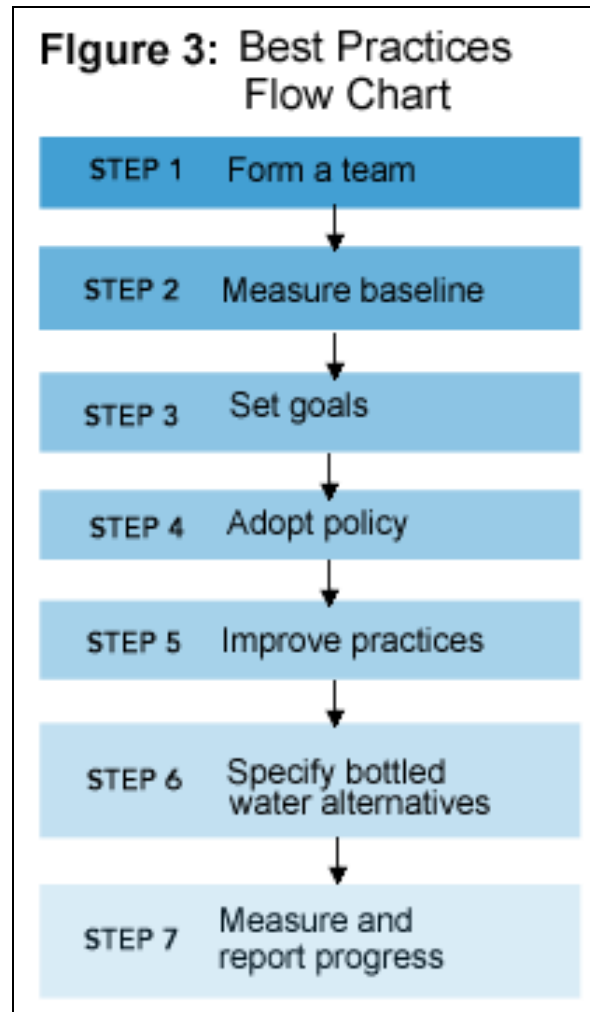 FIgure 3: Best Practices
Flow Chart
STEP 1 Form a team
STEP 2 Measure baseline
STEP 3 Set goals
STEP 4 Adopt policy
STEP 5 Improve practices
STEP 6 Specify bottled
water alternatives
STEP 7 Measure and
report progress